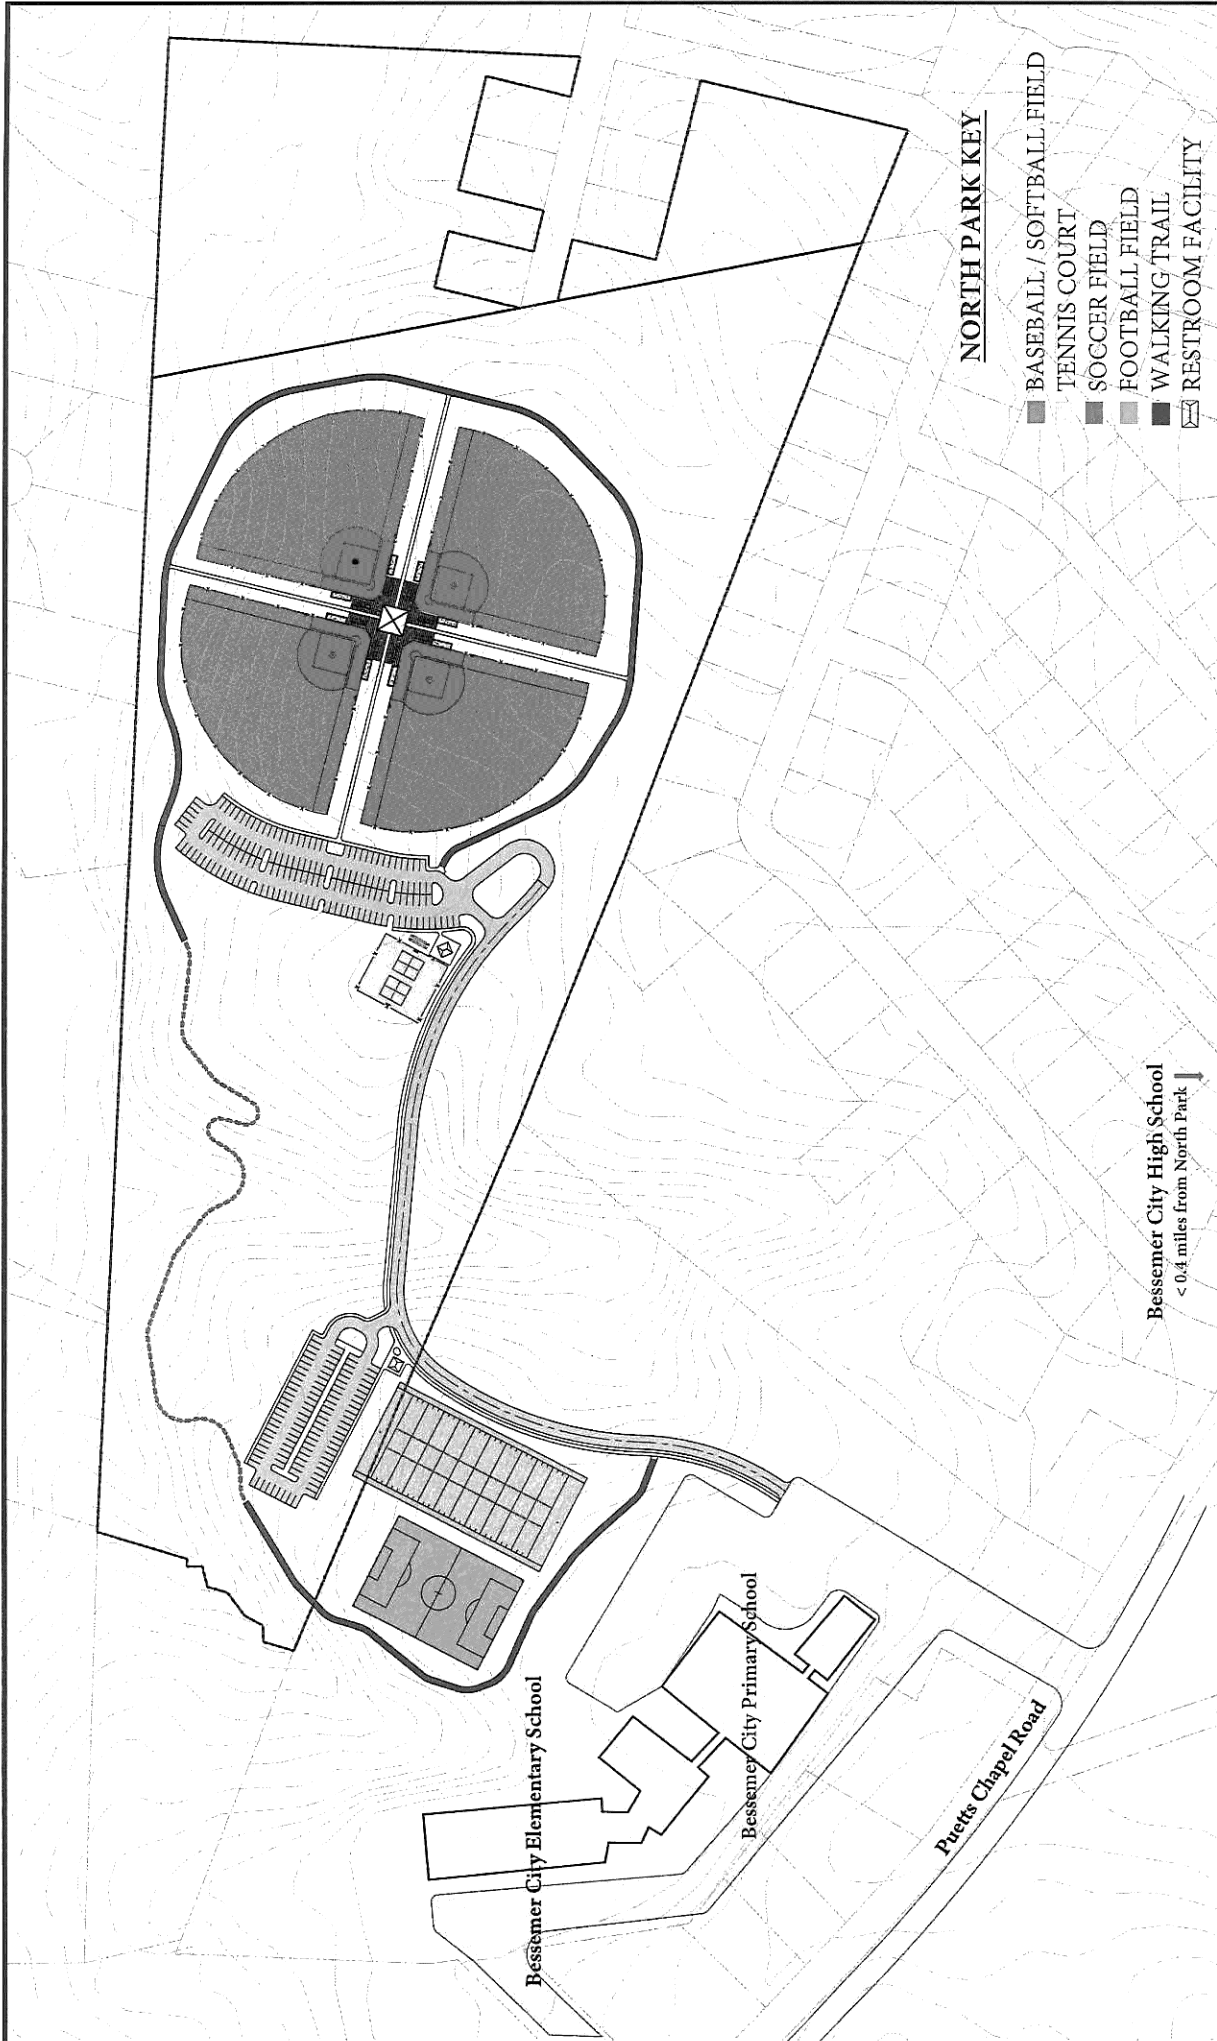 NORTH PARK KEY
BASEBALL / SOFTBALL FIELD
TENNIS COURT
SOCCER FIELD
FOOTBALL FIELD
WALKING TRAIL
RESTROOM FACILITY
Bessemer City High School
< 0.4 miles from North Park
Bessemer City Elementary School
Bessemer City Primary School
Puetts Chapel Road